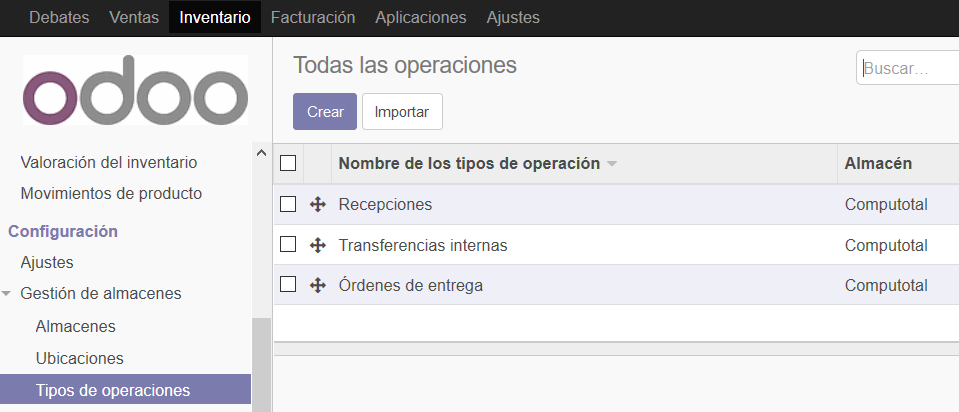 Debates Ventas Inventario Facturación Aplicaciones Ajustes
odoo
Todas las operaciones
Buscar...
Crear Importar
Valoración del inventario
Movimientos de producto
Configuración
Ajustes
Gestión de almacenes
Almacenes
Ubicaciones
Tipos de operaciones
Nombre de los tipos de operación Almacén
Recepciones Computotal
Transferencias internas Computotal
Órdenes de entrega Computotal